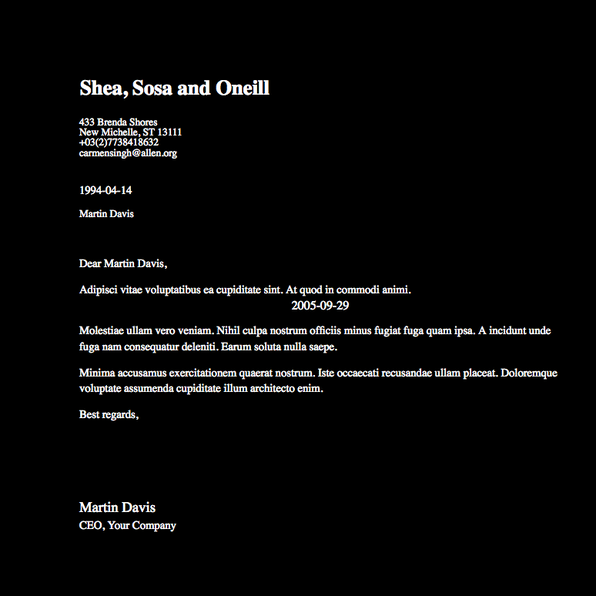 Shea, Sosa and Oneill
433 Brenda Shores
New Michelle, ST 13111
+03(2)7738418632
carmensingh@allen.org
1994-04-14
Martin Davis
Dear Martin Davis,
Adipisci vitae voluptatibus ea cupiditate sint. At quod in commodi animi.
2005-09-29
Molestiae ullam vero veniam. Nihil culpa nostrum officiis minus fugiat fuga quam ipsa. A incidunt unde
fuga nam consequatur deleniti. Earum soluta nulla saepe.
Minima accusamus exercitationem quaerat nostrum. Iste occaecati recusandae ullam placeat. Doloremque
voluptate assumenda cupiditate illum architecto enim.
Best regards,
Martin Davis
CEO, Your Company